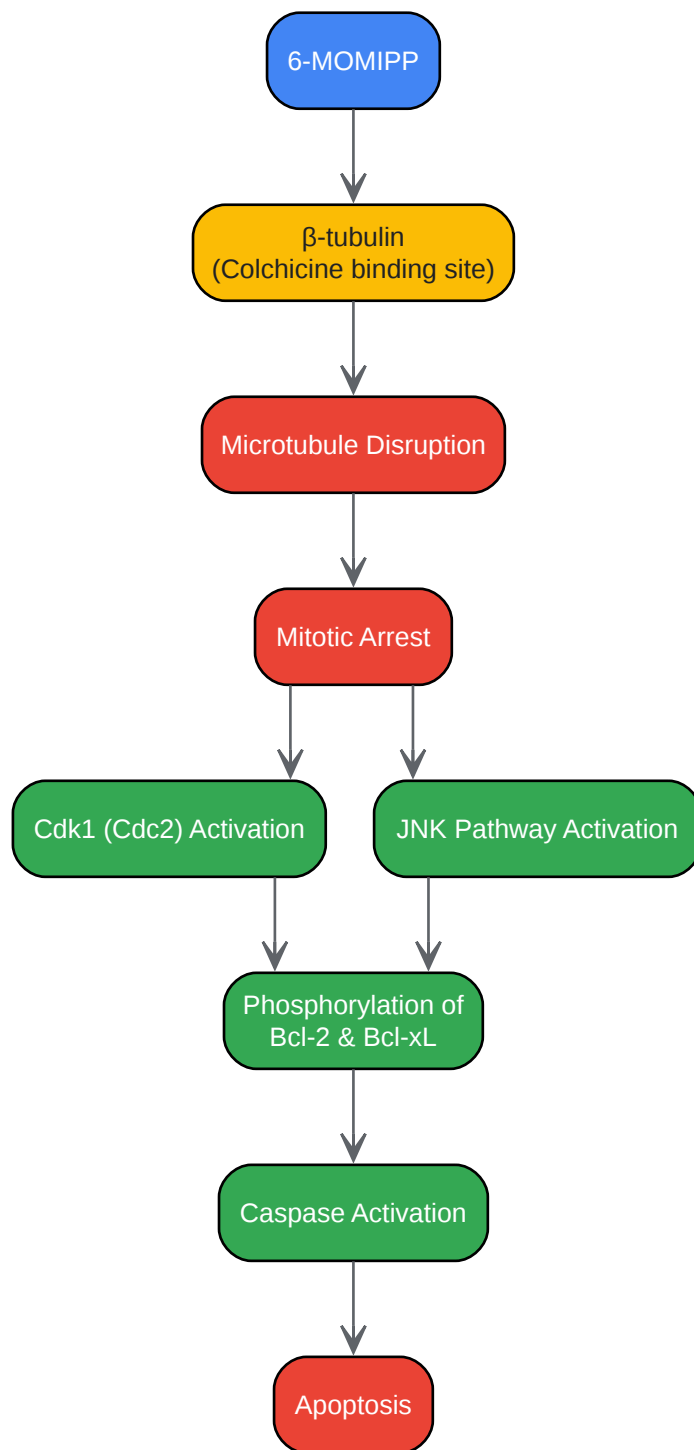 6-MOMIPP
β-tubulin
(Colchicine binding site)
Microtubule Disruption
Mitotic Arrest
Cdk1 (Cdc2) Activation
JNK Pathway Activation
Phosphorylation of
Bcl-2 & Bcl-xL
Caspase Activation
Apoptosis